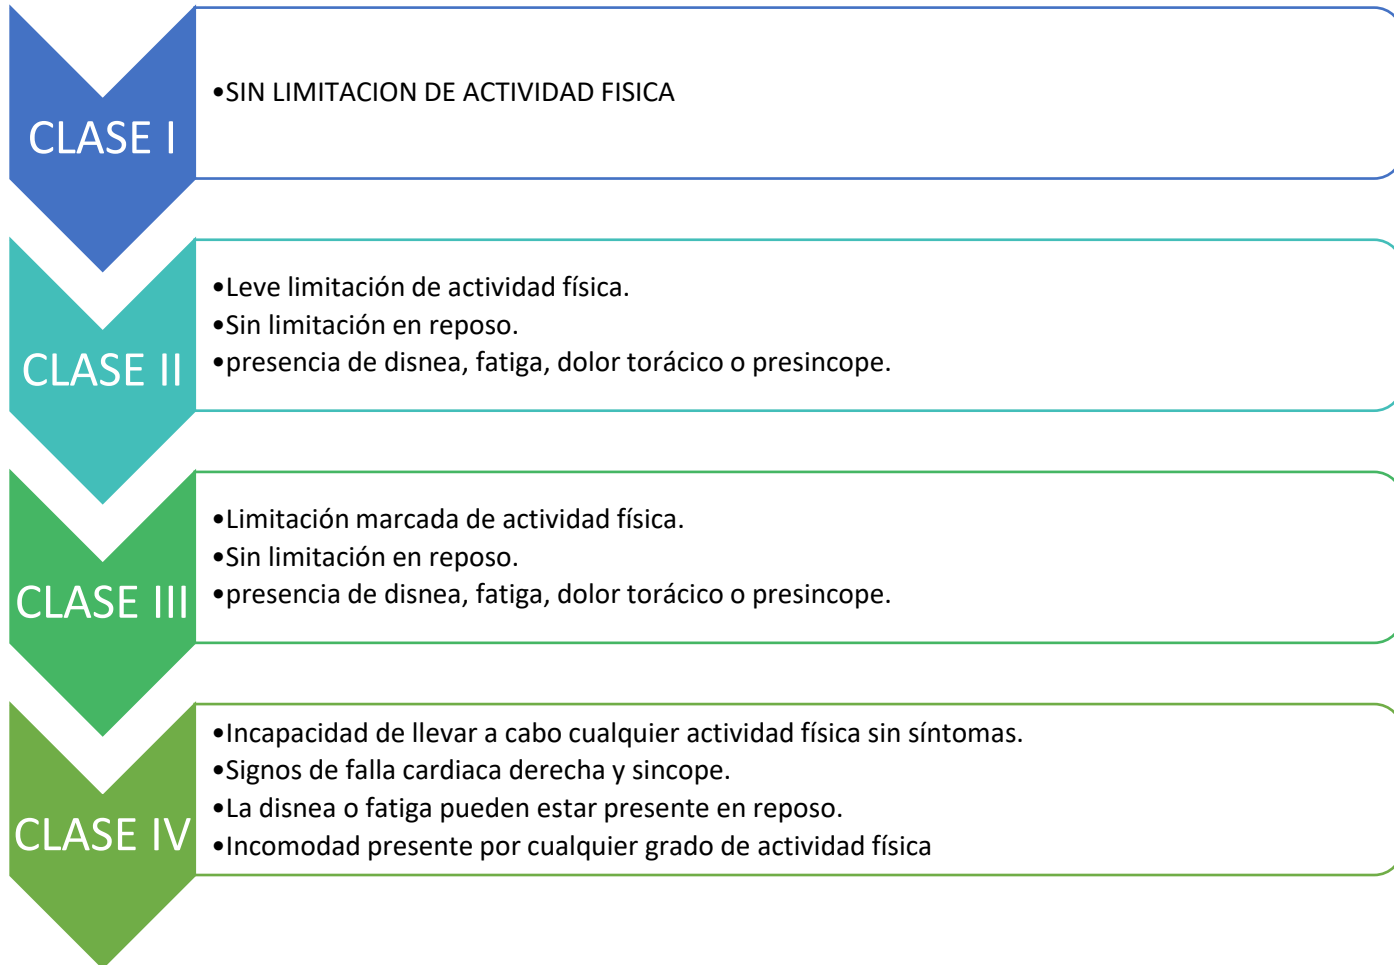 CLASE I
•SIN LIMITACION DE ACTIVIDAD FISICA
CLASE II
•Leve limitación de actividad física.
•Sin limitación en reposo.
•presencia de disnea, fatiga, dolor torácico o presincope.
CLASE III
•Limitación marcada de actividad física.
•Sin limitación en reposo.
•presencia de disnea, fatiga, dolor torácico o presincope.
CLASE IV
•Incapacidad de llevar a cabo cualquier actividad física sin síntomas.
•Signos de falla cardiaca derecha y sincope.
•La disnea o fatiga pueden estar presente en reposo.
•Incomodad presente por cualquier grado de actividad física